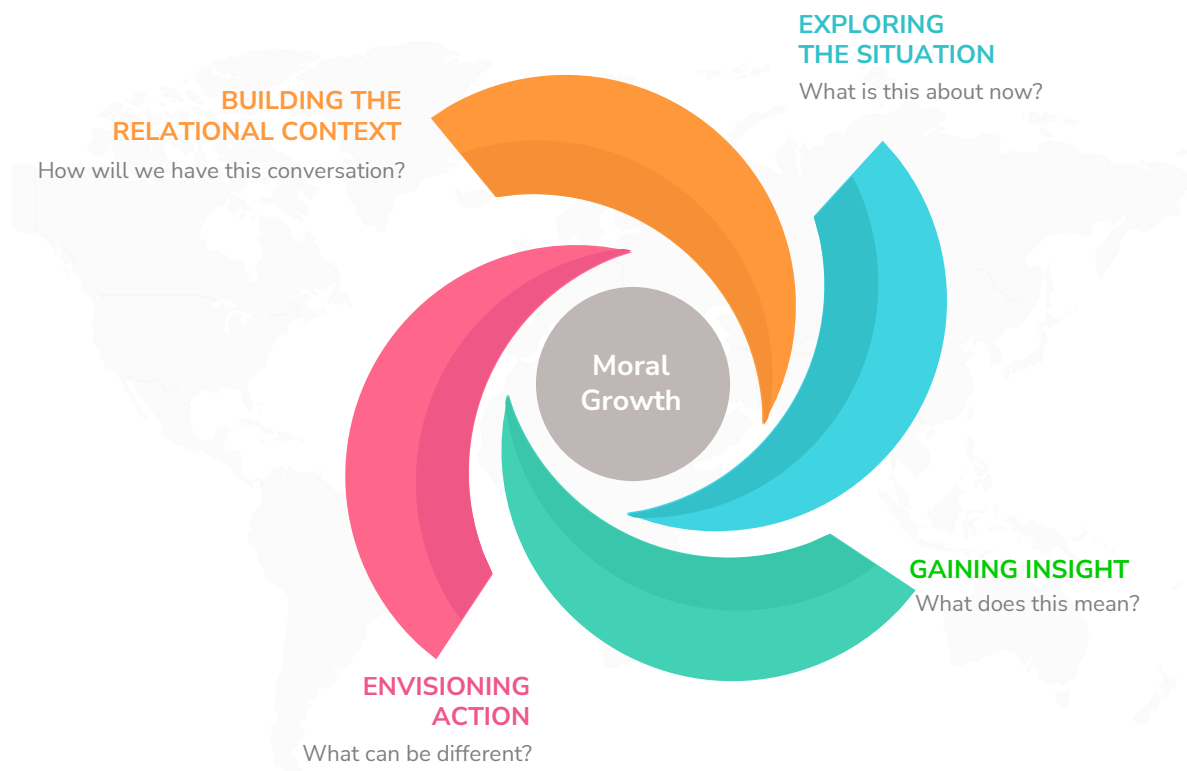 EXPLORING
THE SITUATION
What is this about now?
BUILDING THE
RELATIONAL CONTEXT
How will we have this conversation?
Moral
Growth
GAINING INSIGHT
What does this mean?
ENVISIONING
ACTION
What can be different?